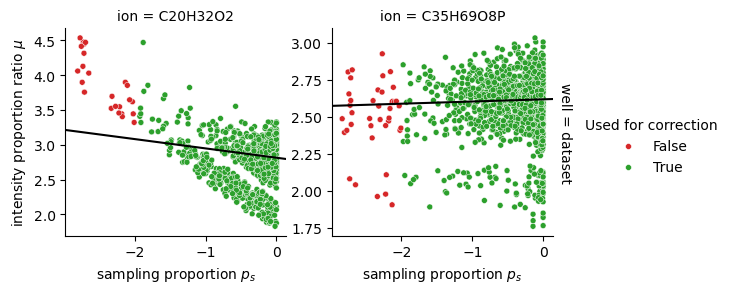 ion = C20H32O2
ion = C35H69O8P
4.5
4.0
3.5
3.0
2.5
2.0
intensity proportion ratio μ
−2
−1
0
sampling proportion pₛ
3.00
2.75
2.50
2.25
2.00
1.75
−2
−1
0
sampling proportion pₛ
well = dataset
Used for correction
False
True